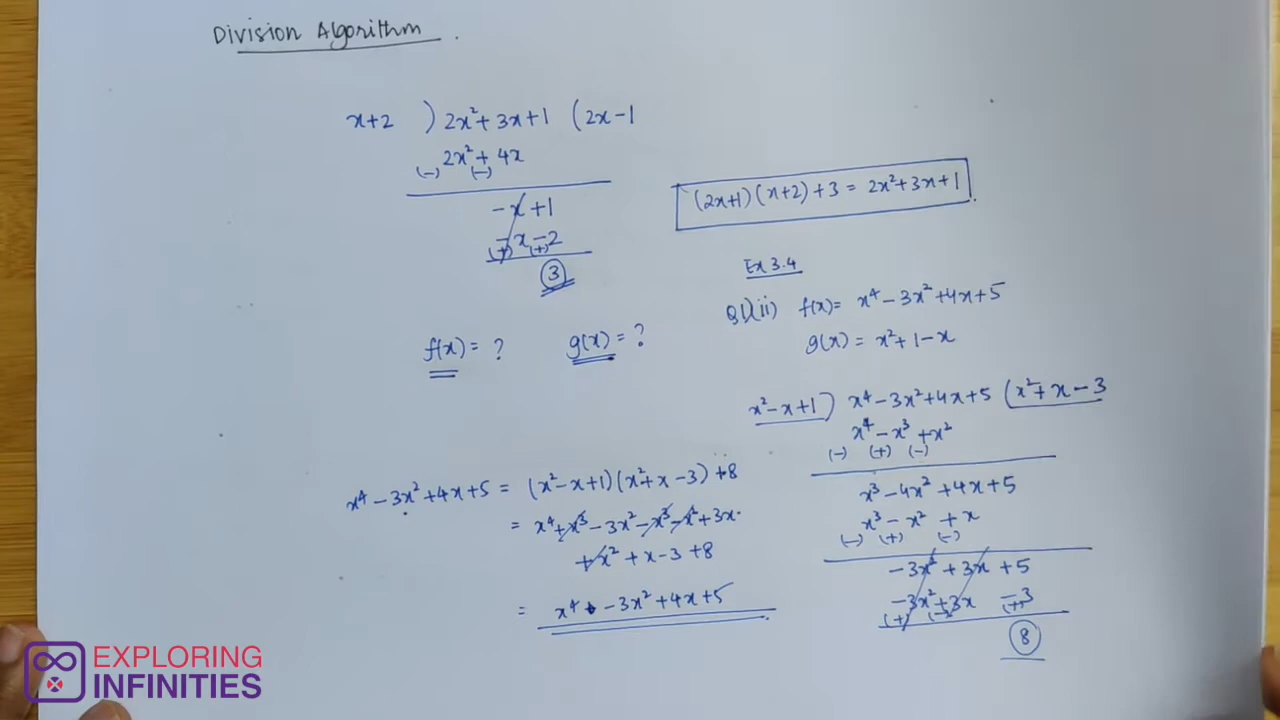 Division Algorithm .
x+2 ) 2x²+3x+1 (2x-1
2x²+ 4x
(-) (-)
-x+1
-x-2
(+) (+)
3
(2x+1)(x+2)+3 = 2x²+3x+1
f(x)= ? g(x)= ?
Ex 3.4
Q1)(ii) f(x)= x⁴-3x²+4x+5
g(x) = x²+1-x
x²-x+1) x⁴-3x²+4x+5 (x²+x-3
x⁴-x³+x²
(-) (+) (-)
x³-4x²+4x+5
x³-x²+x
(-) (+) (-)
-3x²+3x+5
-3x²+3x-3
(+) (-) (+)
8
x⁴-3x²+4x+5 = (x²-x+1)(x²+x-3)+8
= x⁴+x³-3x²-x³-x²+3x
+x²+x-3+8
= x⁴-3x²+4x+5
EXPLORING
INFINITIES